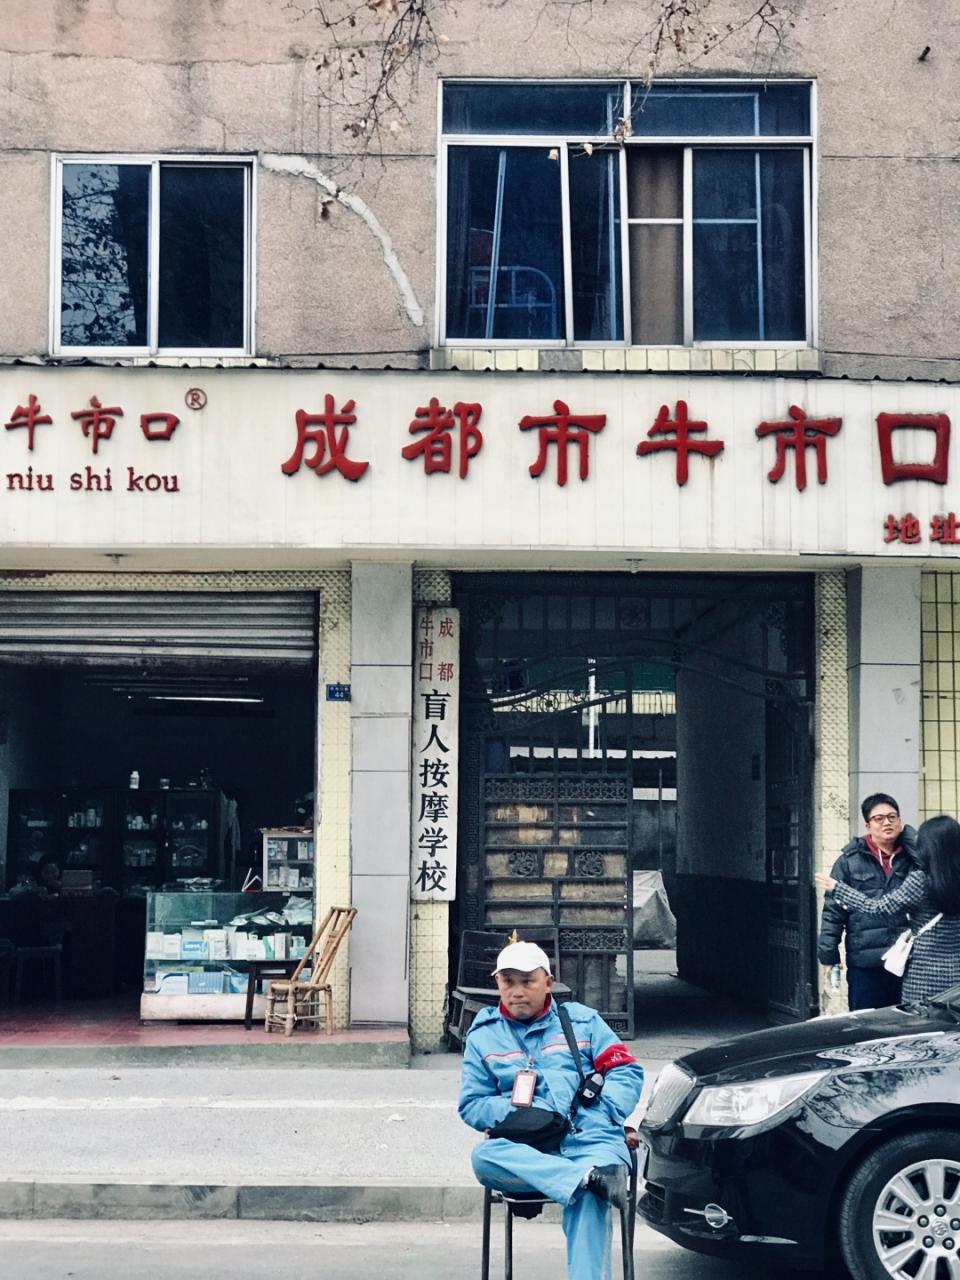 牛市口®
niu shi kou
成都市牛市口
地址
成都
牛市口
盲人按摩学校
44